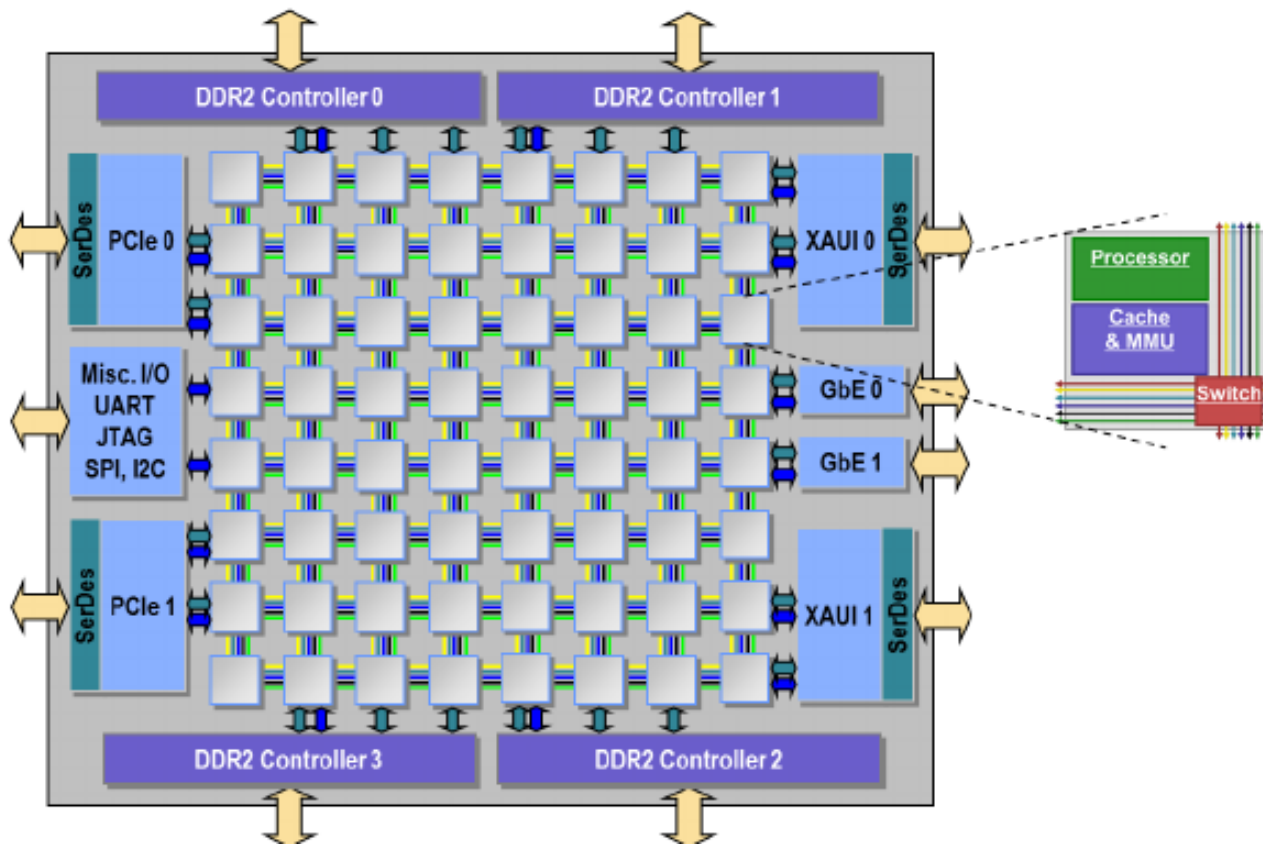 DDR2 Controller 0
DDR2 Controller 1
SerDes
PCIe 0
XAUI 0
SerDes
Processor
Cache
& MMU
Switch
Misc. I/O
UART
JTAG
SPI, I2C
GbE 0
GbE 1
SerDes
PCIe 1
XAUI 1
SerDes
DDR2 Controller 3
DDR2 Controller 2